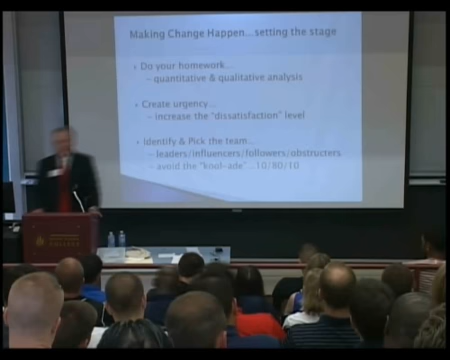 Making Change Happen...setting the stage
Do your homework...
– quantitative & qualitative analysis
Create urgency...
– increase the "dissatisfaction" level
Identify & Pick the team...
– leaders/influencers/followers/obstructers
– avoid the "kool-ade"...10/80/10
COLLEGE